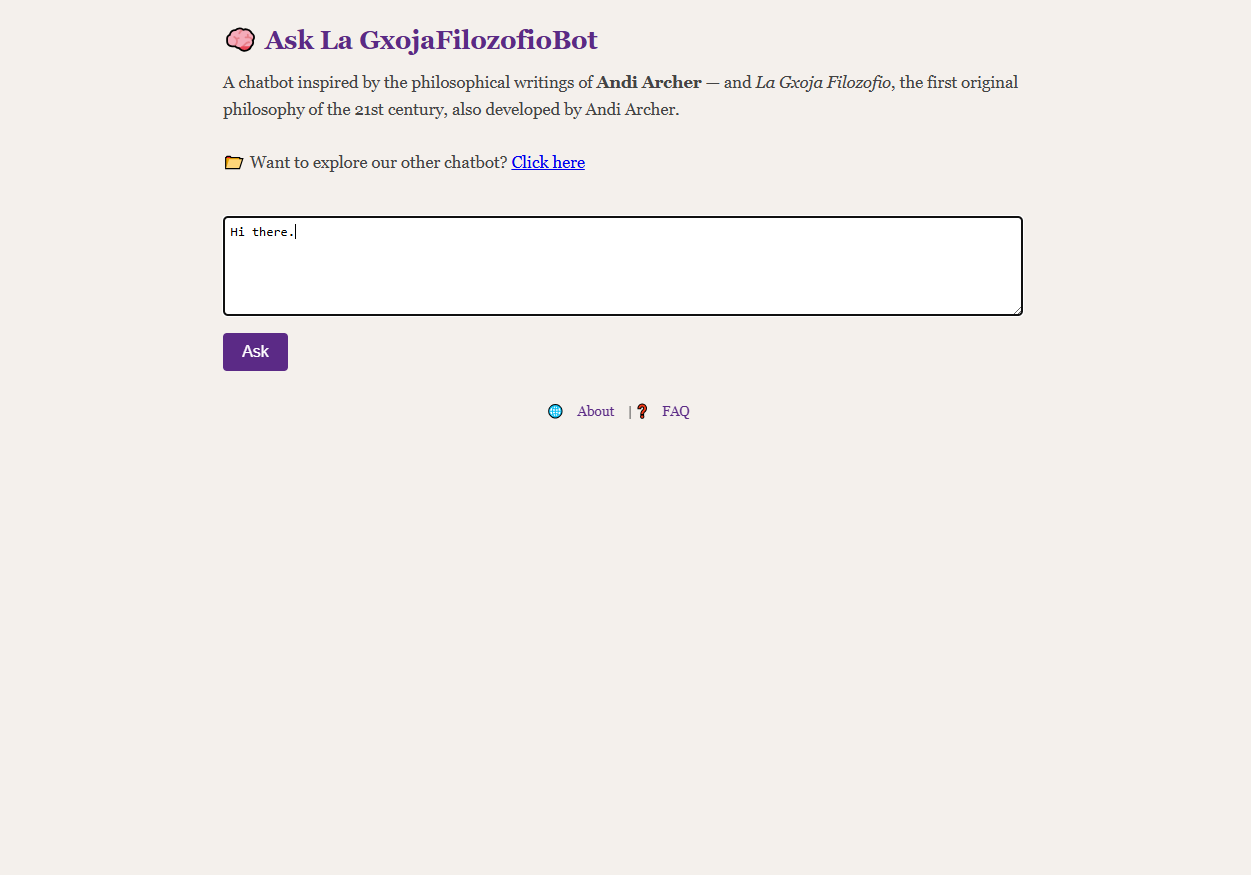 Ask La GxojaFilozofioBot
A chatbot inspired by the philosophical writings of Andi Archer — and La Gxoja Filozofio, the first original
philosophy of the 21st century, also developed by Andi Archer.
Want to explore our other chatbot? Click here
Hi there.
Ask
About | FAQ